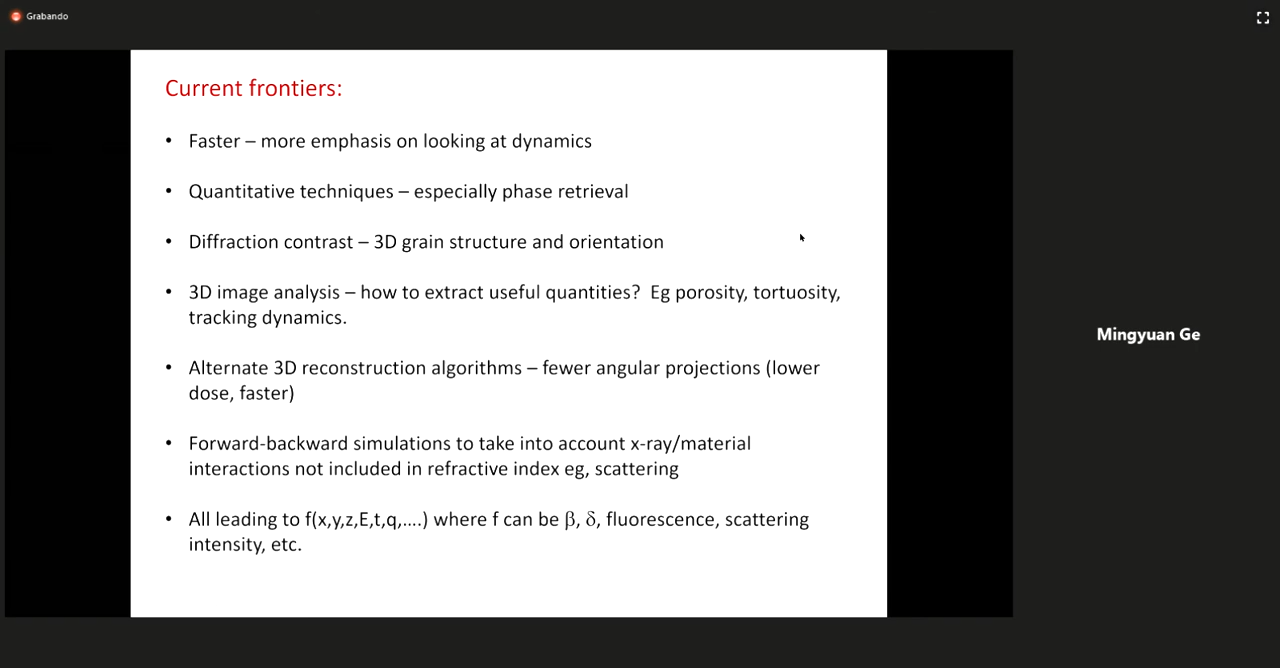 Grabando
Current frontiers:
• Faster – more emphasis on looking at dynamics
• Quantitative techniques – especially phase retrieval
• Diffraction contrast – 3D grain structure and orientation
• 3D image analysis – how to extract useful quantities?  Eg porosity, tortuosity,
tracking dynamics.
• Alternate 3D reconstruction algorithms – fewer angular projections (lower
dose, faster)
• Forward-backward simulations to take into account x-ray/material
interactions not included in refractive index eg, scattering
• All leading to f(x,y,z,E,t,q,....) where f can be β, δ, fluorescence, scattering
intensity, etc.
Mingyuan Ge